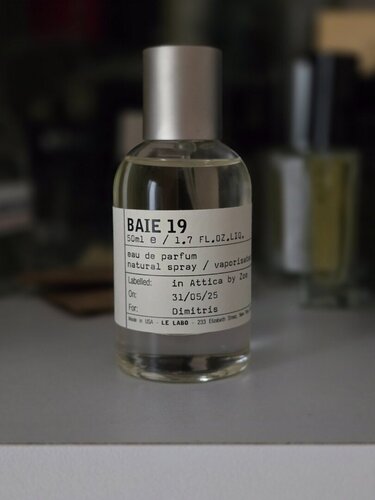 BAIE 19
50ml e / 1.7 FL.OZ.LIQ.
eau de parfum
natural spray /
Labelled: in Attica by Zoe
On: 31/05/25
For: Dimitris
Made in USA - LE LABO - 233 Elizabeth Street, New